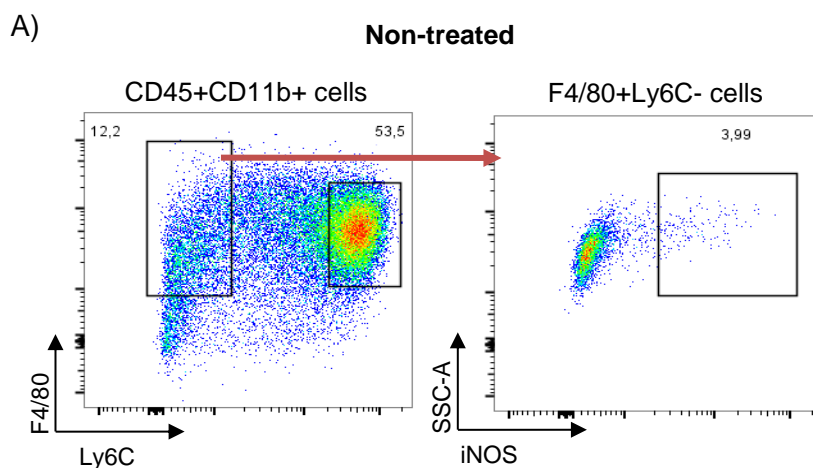 A)
Non-treated
CD45+CD11b+ cells
F4/80+Ly6C- cells
12,2
53,5
3,99
F4/80
Ly6C
SSC-A
iNOS